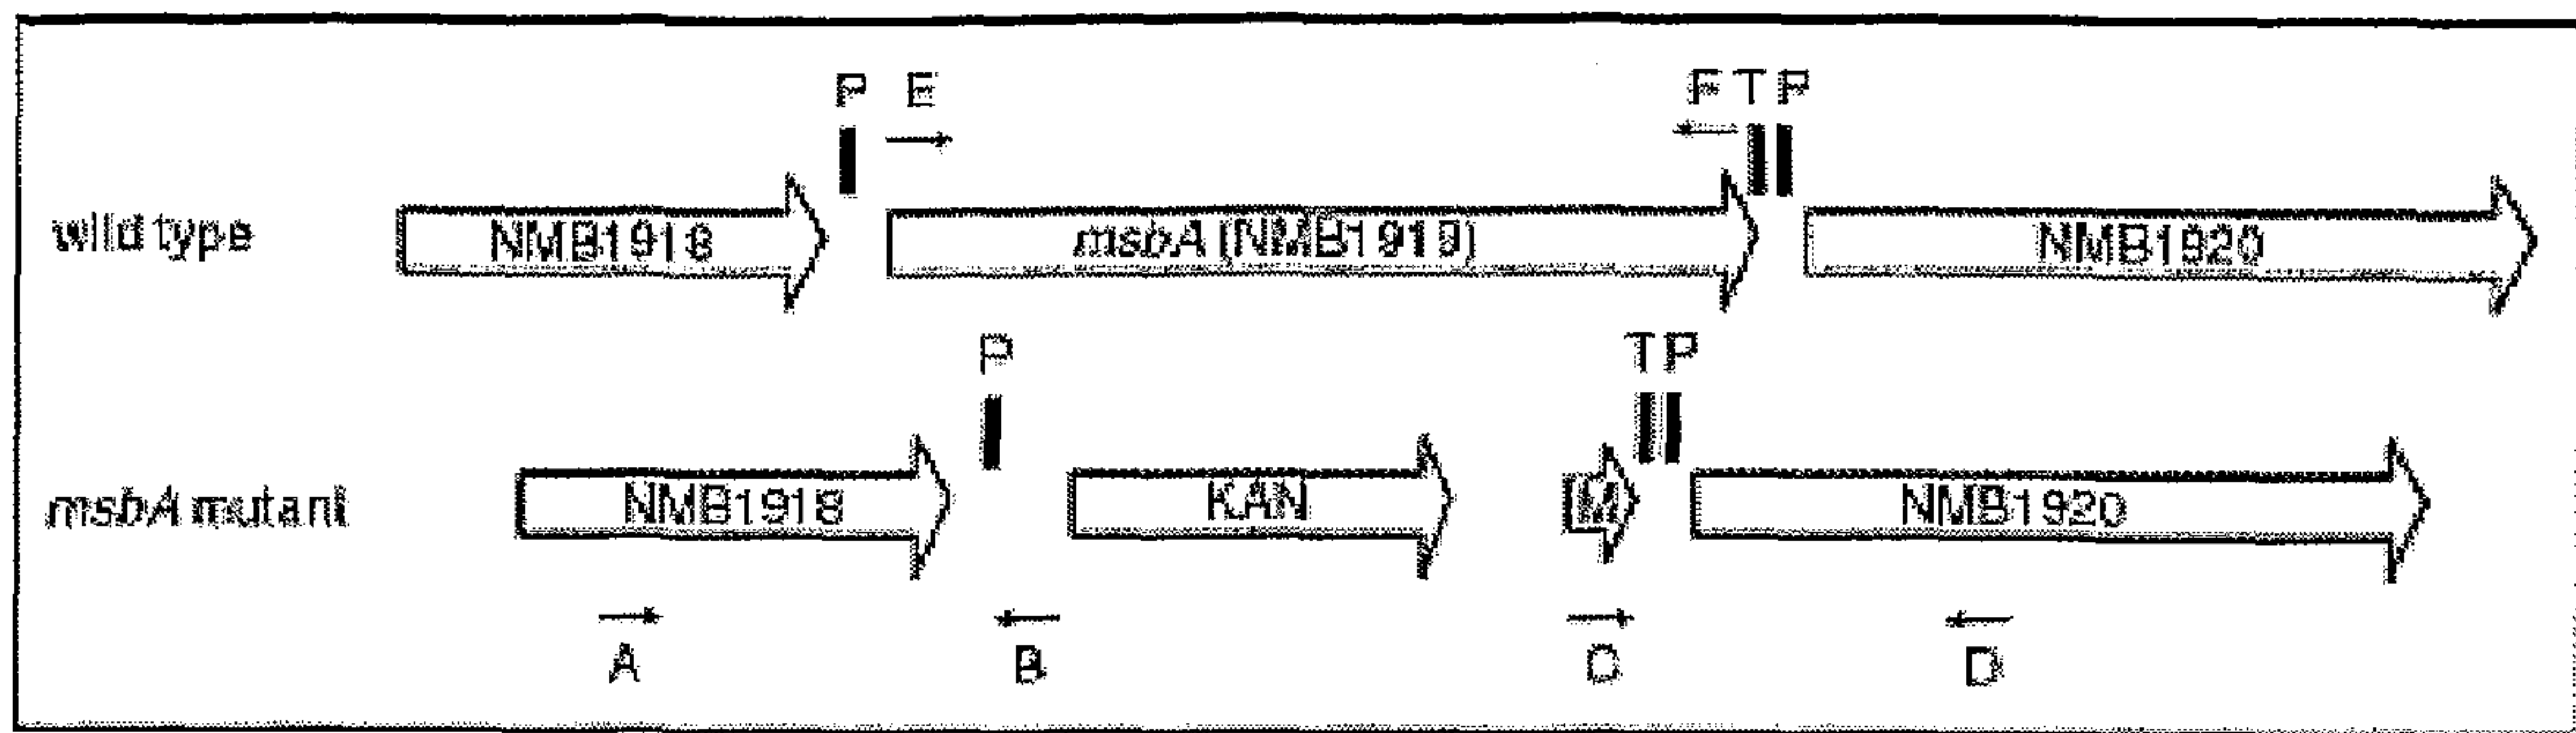 P E F T P
wild type NMB1918 msbA (NMB1919) NMB1920
P T P
msbA mutant NMB1918 KAN M NMB1920
A B C D